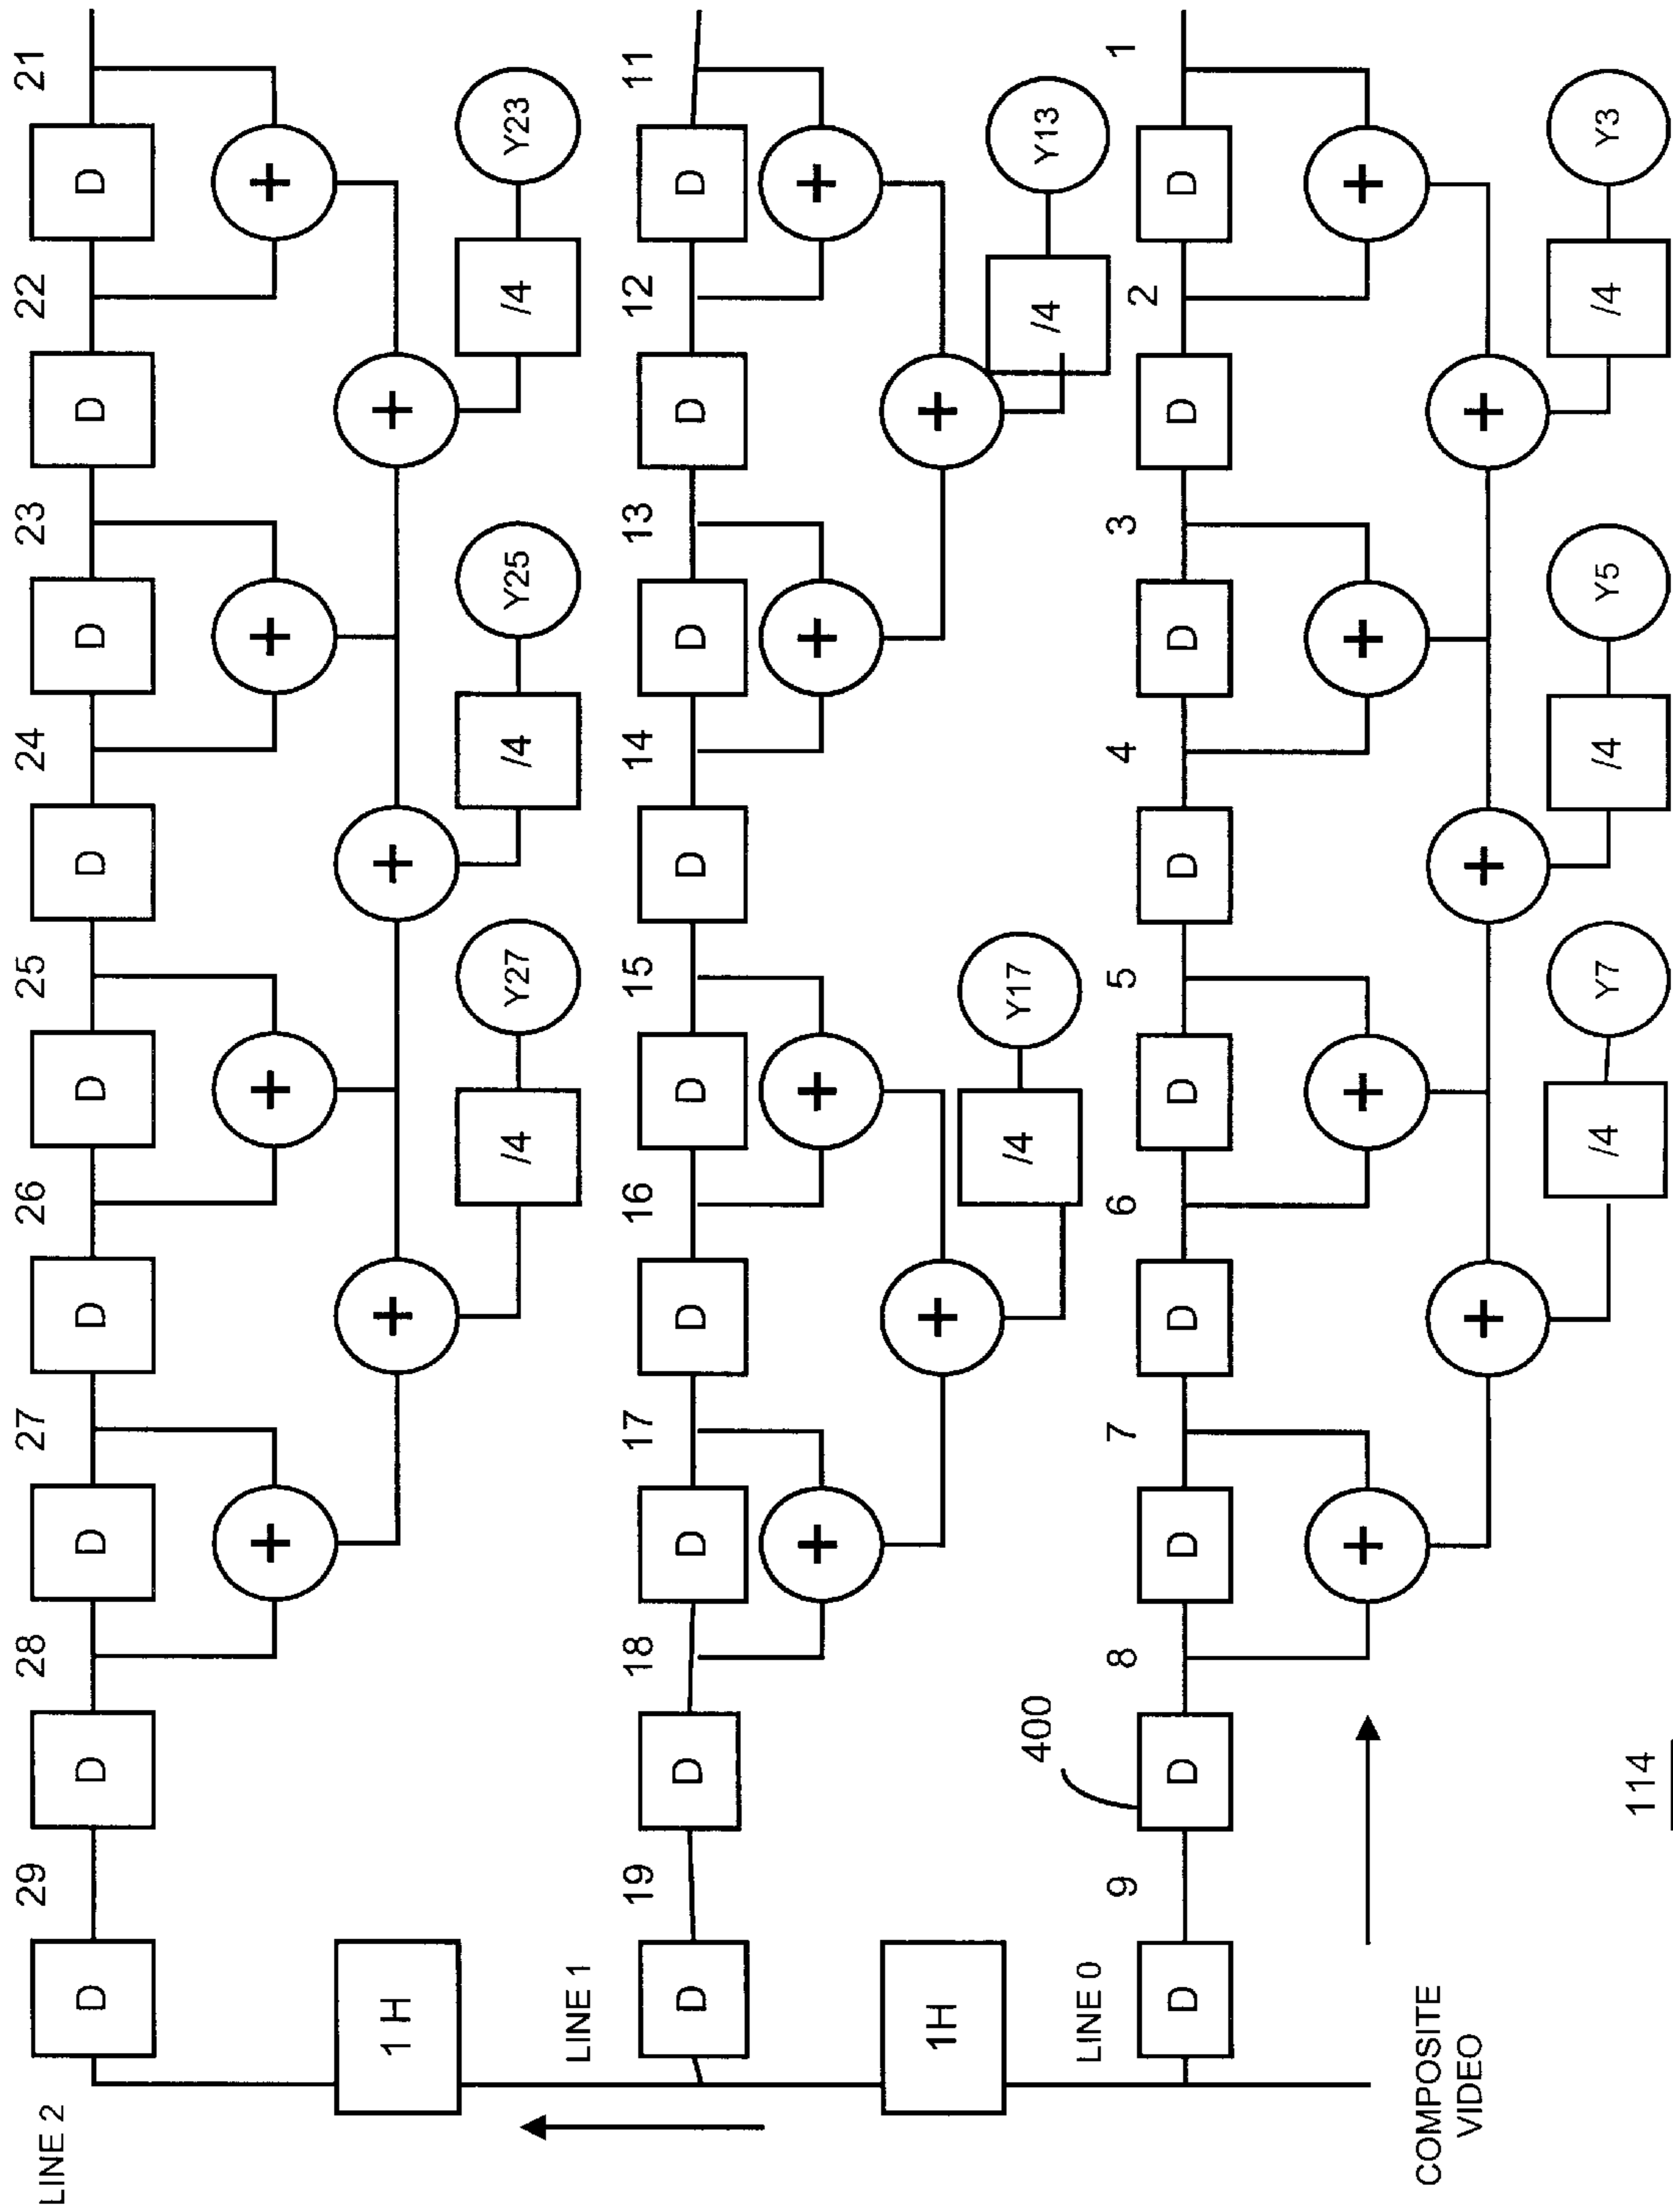 LINE 2
29
28
27
26
25
24
23
22
21
D
D
D
D
D
D
D
D
D
+
+
+
+
+
+
+
/4
Y27
/4
Y25
/4
Y23
1 H
LINE 1
19
18
17
16
15
14
13
12
11
D
D
D
D
D
D
D
D
D
+
+
+
+
+
+
/4
Y17
/4
Y13
1H
LINE 0
400
9
8
7
6
5
4
3
2
1
D
D
D
D
D
D
D
D
D
+
+
+
+
+
+
+
/4
Y7
/4
Y5
/4
Y3
COMPOSITE
VIDEO
114